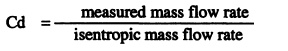 Cd = measured mass flow rate
isentropic mass flow rate